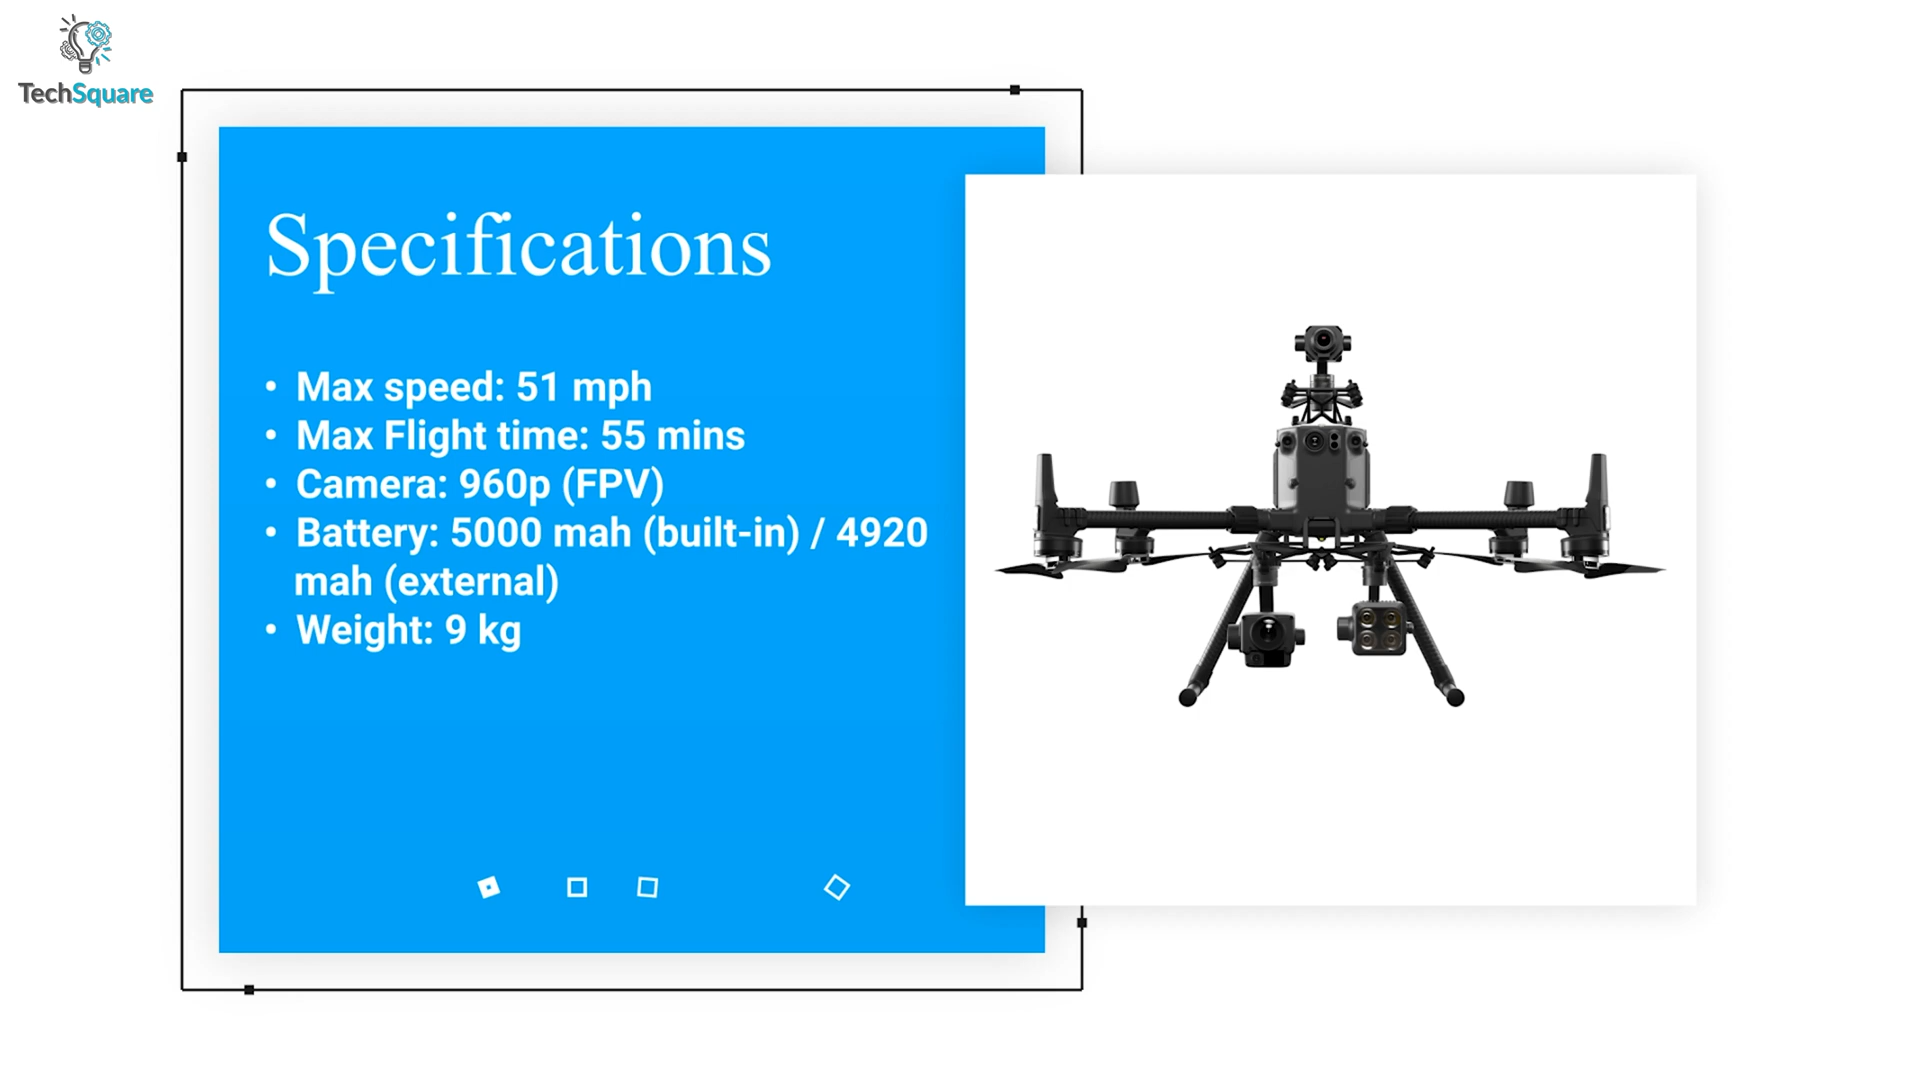 TechSquare
Specifications
• Max speed: 51 mph
• Max Flight time: 55 mins
• Camera: 960p (FPV)
• Battery: 5000 mah (built-in) / 4920
mah (external)
• Weight: 9 kg